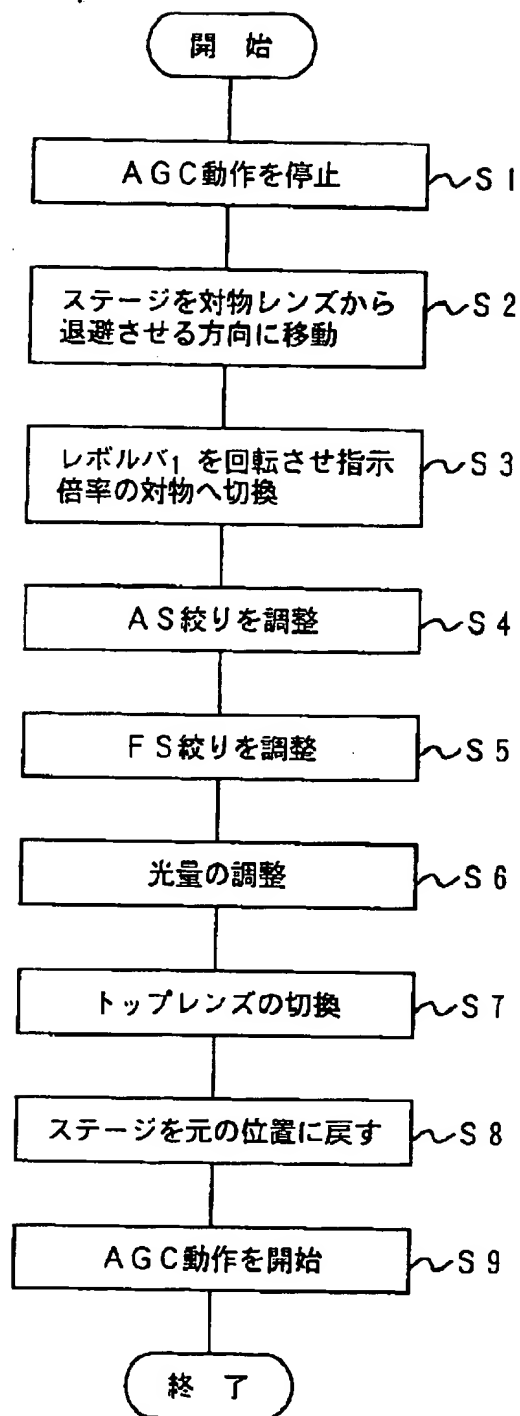 開 始
AGC動作を停止 S1
ステージを対物レンズから S2
退避させる方向に移動
レボルバ1 を回転させ指示 S3
倍率の対物へ切換
AS絞りを調整 S4
FS絞りを調整 S5
光量の調整 S6
トップレンズの切換 S7
ステージを元の位置に戻す S8
AGC動作を開始 S9
終 了